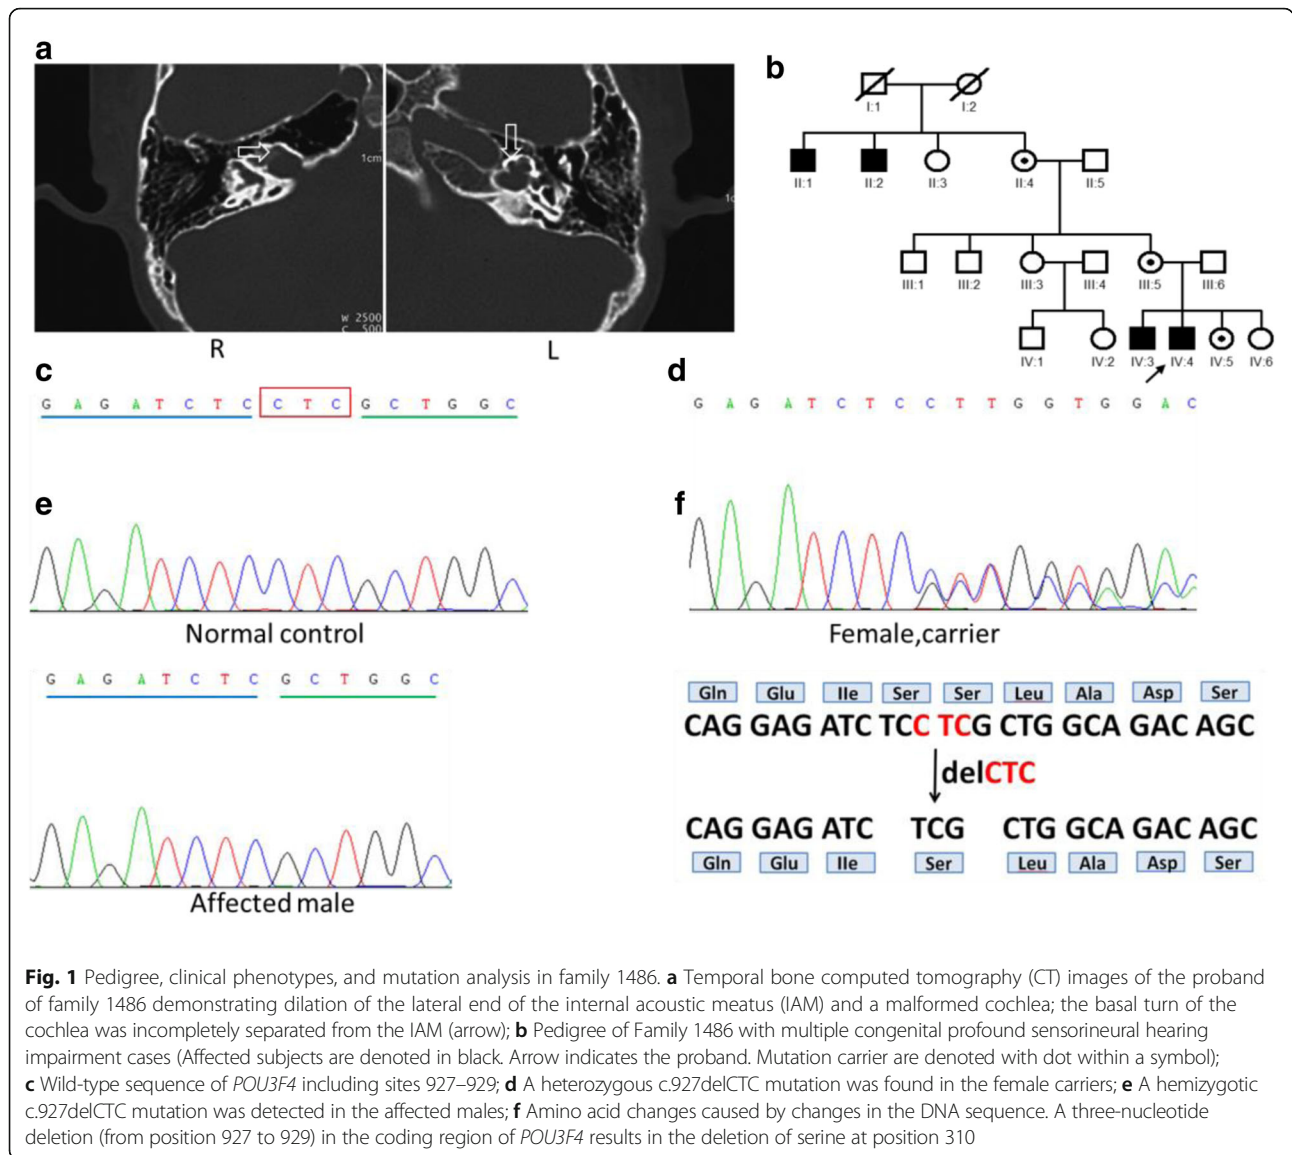 a
1cm
W 2500
C 500
1c
R
L
b
I:1
I:2
II:1
II:2
II:3
II:4
II:5
III:1
III:2
III:3
III:4
III:5
III:6
IV:1
IV:2
IV:3
IV:4
IV:5
IV:6
c
G A G A T C T C C T C G C T G G C
Normal control
d
G A G A T C T C C T T G G T G G A C
Female,carrier
e
G A G A T C T C G C T G G C
Affected male
f
Gln Glu Ile Ser Ser Leu Ala Asp Ser
CAG GAG ATC TCC TCG CTG GCA GAC AGC
delCTC
CAG GAG ATC TCG CTG GCA GAC AGC
Gln Glu Ile Ser Leu Ala Asp Ser
Fig. 1 Pedigree, clinical phenotypes, and mutation analysis in family 1486. a Temporal bone computed tomography (CT) images of the proband
of family 1486 demonstrating dilation of the lateral end of the internal acoustic meatus (IAM) and a malformed cochlea; the basal turn of the
cochlea was incompletely separated from the IAM (arrow); b Pedigree of Family 1486 with multiple congenital profound sensorineural hearing
impairment cases (Affected subjects are denoted in black. Arrow indicates the proband. Mutation carrier are denoted with dot within a symbol);
c Wild-type sequence of POU3F4 including sites 927–929; d A heterozygous c.927delCTC mutation was found in the female carriers; e A hemizygotic
c.927delCTC mutation was detected in the affected males; f Amino acid changes caused by changes in the DNA sequence. A three-nucleotide
deletion (from position 927 to 929) in the coding region of POU3F4 results in the deletion of serine at position 310